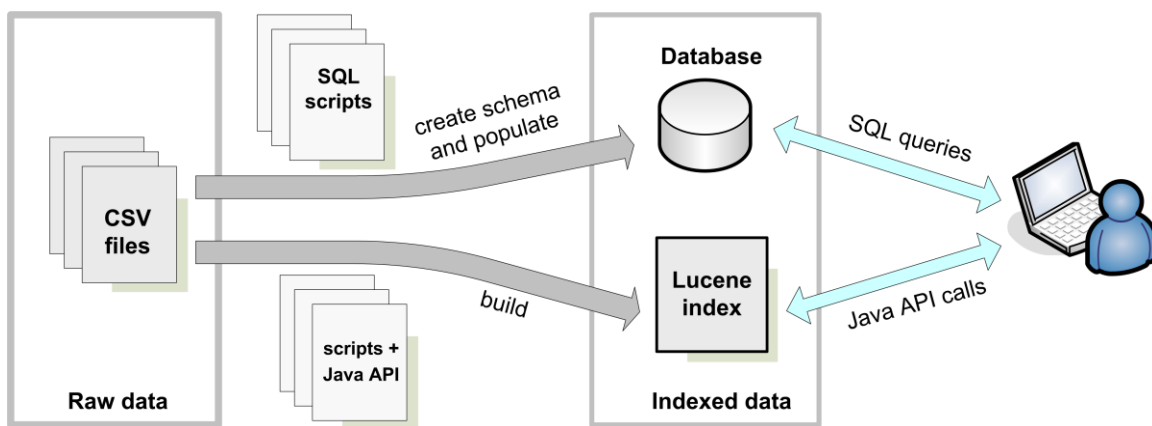 SQL
scripts
create schema
and populate
Database
SQL queries
CSV
files
Lucene
index
build
Java API calls
scripts +
Java API
Raw data
Indexed data